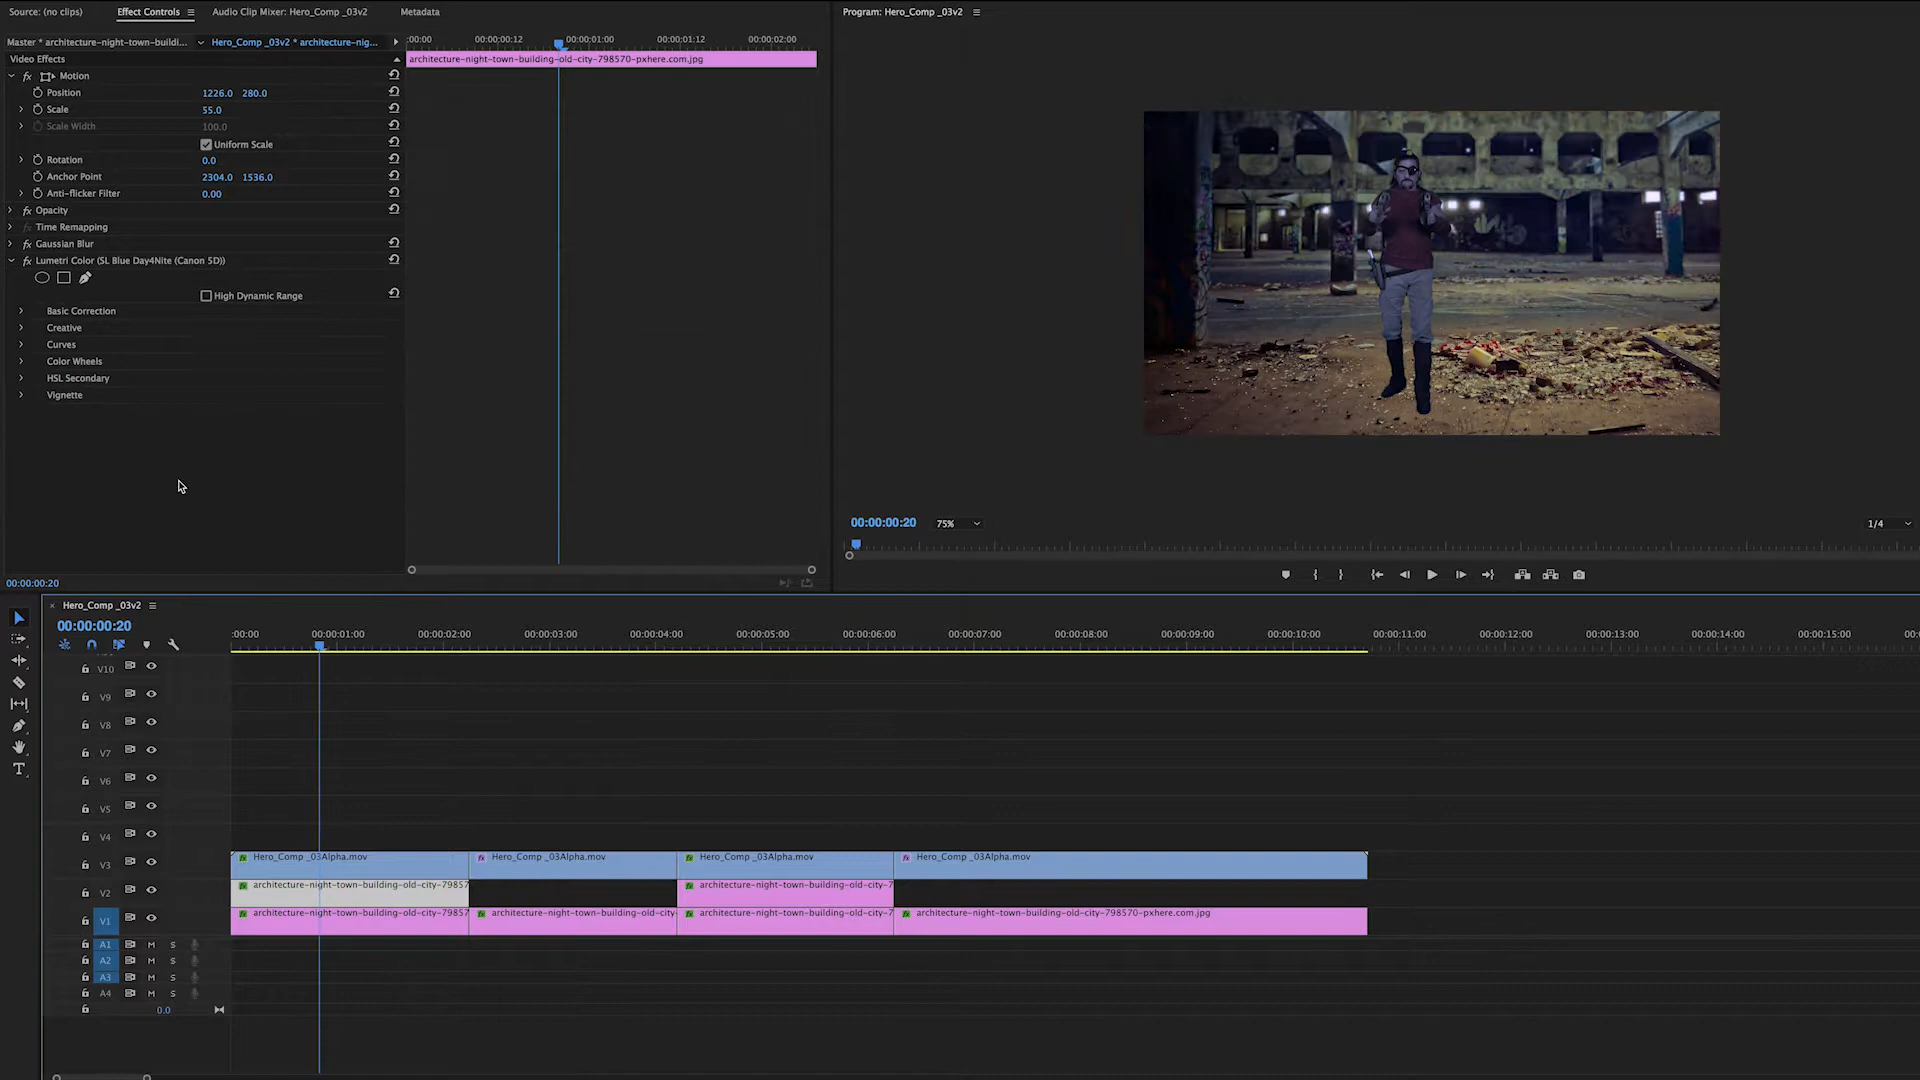 Source: (no clips) Effect Controls Audio Clip Mixer: Hero_Comp _03v2 Metadata
Master * architecture-night-town-buildi... Hero_Comp _03v2 * architecture-nig...
:00:00 00:00:00:12 00:00:01:00 00:00:01:12 00:00:02:00
Video Effects
architecture-night-town-building-old-city-798570-pxhere.com.jpg
fx Motion
Position 1226.0 280.0
Scale 55.0
Scale Width 100.0
Uniform Scale
Rotation 0.0
Anchor Point 2304.0 1536.0
Anti-flicker Filter 0.00
fx Opacity
fx Time Remapping
fx Gaussian Blur
fx Lumetri Color (SL Blue Day4Nite (Canon 5D))
High Dynamic Range
Basic Correction
Creative
Curves
Color Wheels
HSL Secondary
Vignette
00:00:00:20
Program: Hero_Comp _03v2
00:00:00:20 75% 1/4
Hero_Comp _03v2
00:00:00:20
:00:00 00:00:01:00 00:00:02:00 00:00:03:00 00:00:04:00 00:00:05:00 00:00:06:00 00:00:07:00 00:00:08:00 00:00:09:00 00:00:10:00 00:00:11:00 00:00:12:00 00:00:13:00 00:00:14:00 00:00:15:00
V10
V9
V8
V7
V6
V5
V4
V3 fx Hero_Comp _03Alpha.mov fx Hero_Comp _03Alpha.mov fx Hero_Comp _03Alpha.mov fx Hero_Comp _03Alpha.mov
V2 fx architecture-night-town-building-old-city-79857 fx architecture-night-town-building-old-city-7
V1 fx architecture-night-town-building-old-city-79857 fx architecture-night-town-building-old-city- fx architecture-night-town-building-old-city-7 fx architecture-night-town-building-old-city-798570-pxhere.com.jpg
A1 M S
A2 M S
A3 M S
A4 M S
0.0